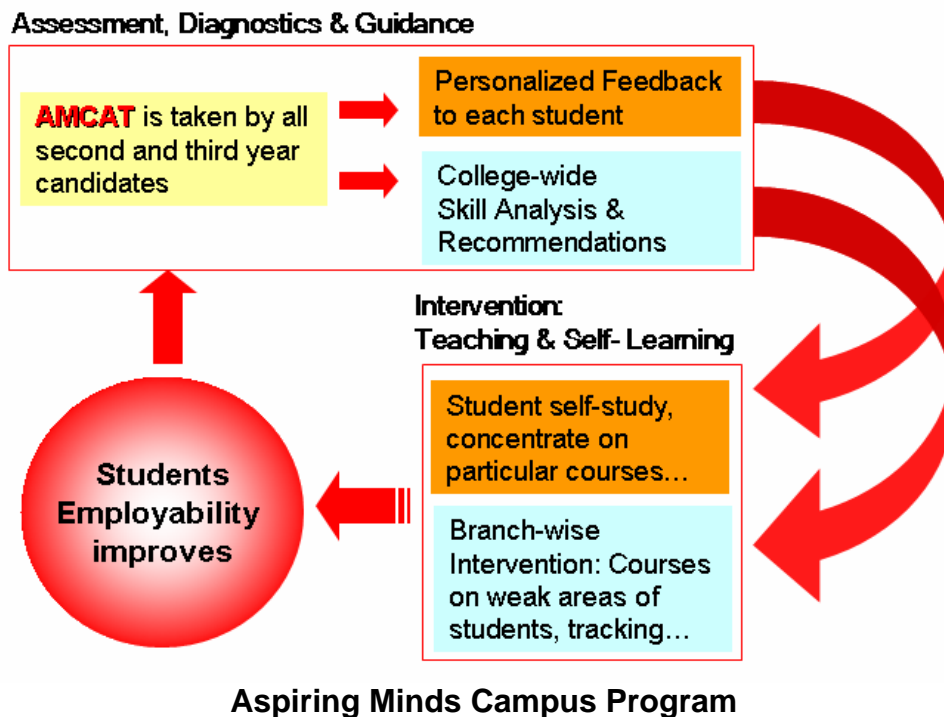 Assessment, Diagnostics & Guidance
AMCAT is taken by all
second and third year
candidates
Personalized Feedback
to each student
College-wide
Skill Analysis &
Recommendations
Intervention:
Teaching & Self- Learning
Student self-study,
concentrate on
particular courses...
Branch-wise
Intervention: Courses
on weak areas of
students, tracking...
Students
Employability
improves
Aspiring Minds Campus Program